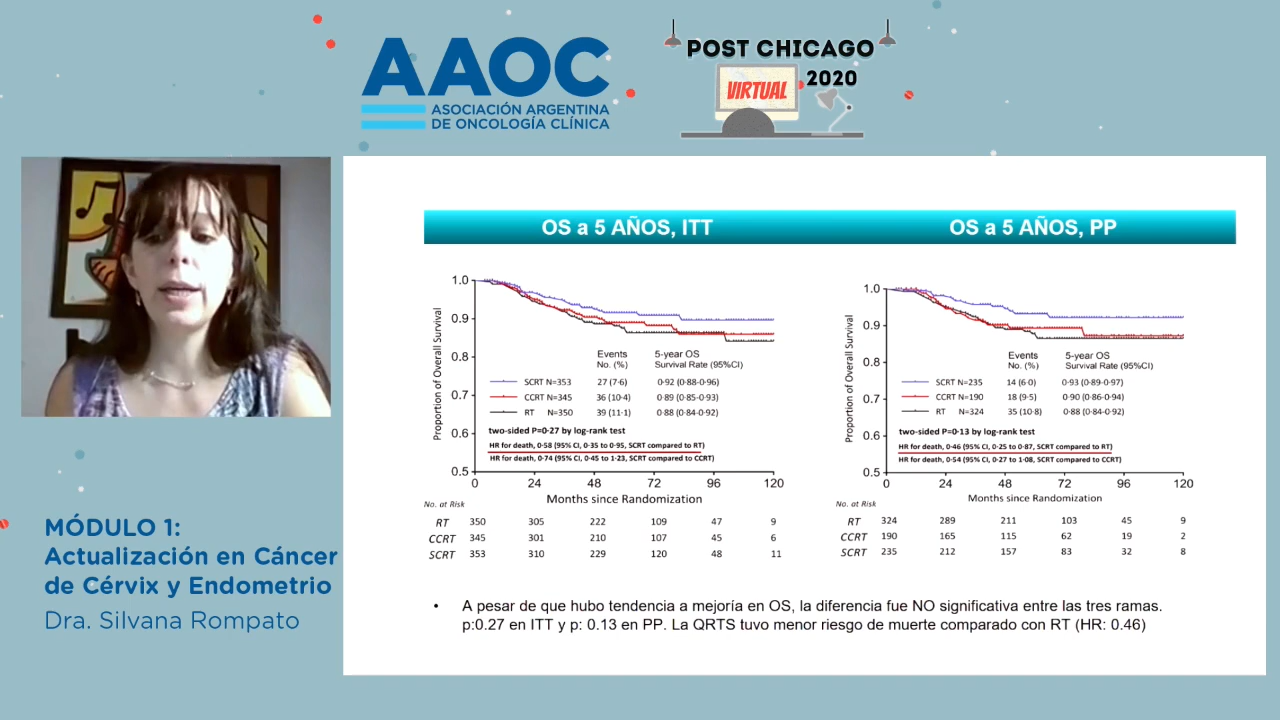 AAOC
ASOCIACIÓN ARGENTINA
DE ONCOLOGÍA CLÍNICA
POST CHICAGO
2020
VIRTUAL
OS a 5 AÑOS, ITT
OS a 5 AÑOS, PP
Proportion of Overall Survival
1.0
0.9
0.8
0.7
0.6
0.5
Events
No. (%)
5-year OS
Survival Rate (95%CI)
SCRT N=353 27 (7·6) 0·92 (0·88-0·96)
CCRT N=345 36 (10·4) 0·89 (0·85-0·93)
RT N=350 39 (11·1) 0·88 (0·84-0·92)
two-sided P=0·27 by log-rank test
HR for death, 0·58 (95% CI, 0·35 to 0·95, SCRT compared to RT)
HR for death, 0·74 (95% CI, 0·45 to 1·23, SCRT compared to CCRT)
0 24 48 72 96 120
Months since Randomization
No. at Risk
RT 350 305 222 109 47 9
CCRT 345 301 210 107 45 6
SCRT 353 310 229 120 48 11
Proportion of Overall Survival
1.0
0.9
0.8
0.7
0.6
0.5
Events
No. (%)
5-year OS
Survival Rate (95%CI)
SCRT N=235 14 (6·0) 0·93 (0·89-0·97)
CCRT N=190 18 (9·5) 0·90 (0·86-0·94)
RT N=324 35 (10·8) 0·88 (0·84-0·92)
two-sided P=0·13 by log-rank test
HR for death, 0·46 (95% CI, 0·25 to 0·87, SCRT compared to RT)
HR for death, 0·54 (95% CI, 0·27 to 1·08, SCRT compared to CCRT)
0 24 48 72 96 120
Months since Randomization
No. at Risk
RT 324 289 211 103 45 9
CCRT 190 165 115 62 19 2
SCRT 235 212 157 83 32 8
• A pesar de que hubo tendencia a mejoría en OS, la diferencia fue NO significativa entre las tres ramas.
p:0.27 en ITT y p: 0.13 en PP. La QRTS tuvo menor riesgo de muerte comparado con RT (HR: 0.46)
MÓDULO 1:
Actualización en Cáncer
de Cérvix y Endometrio
Dra. Silvana Rompato